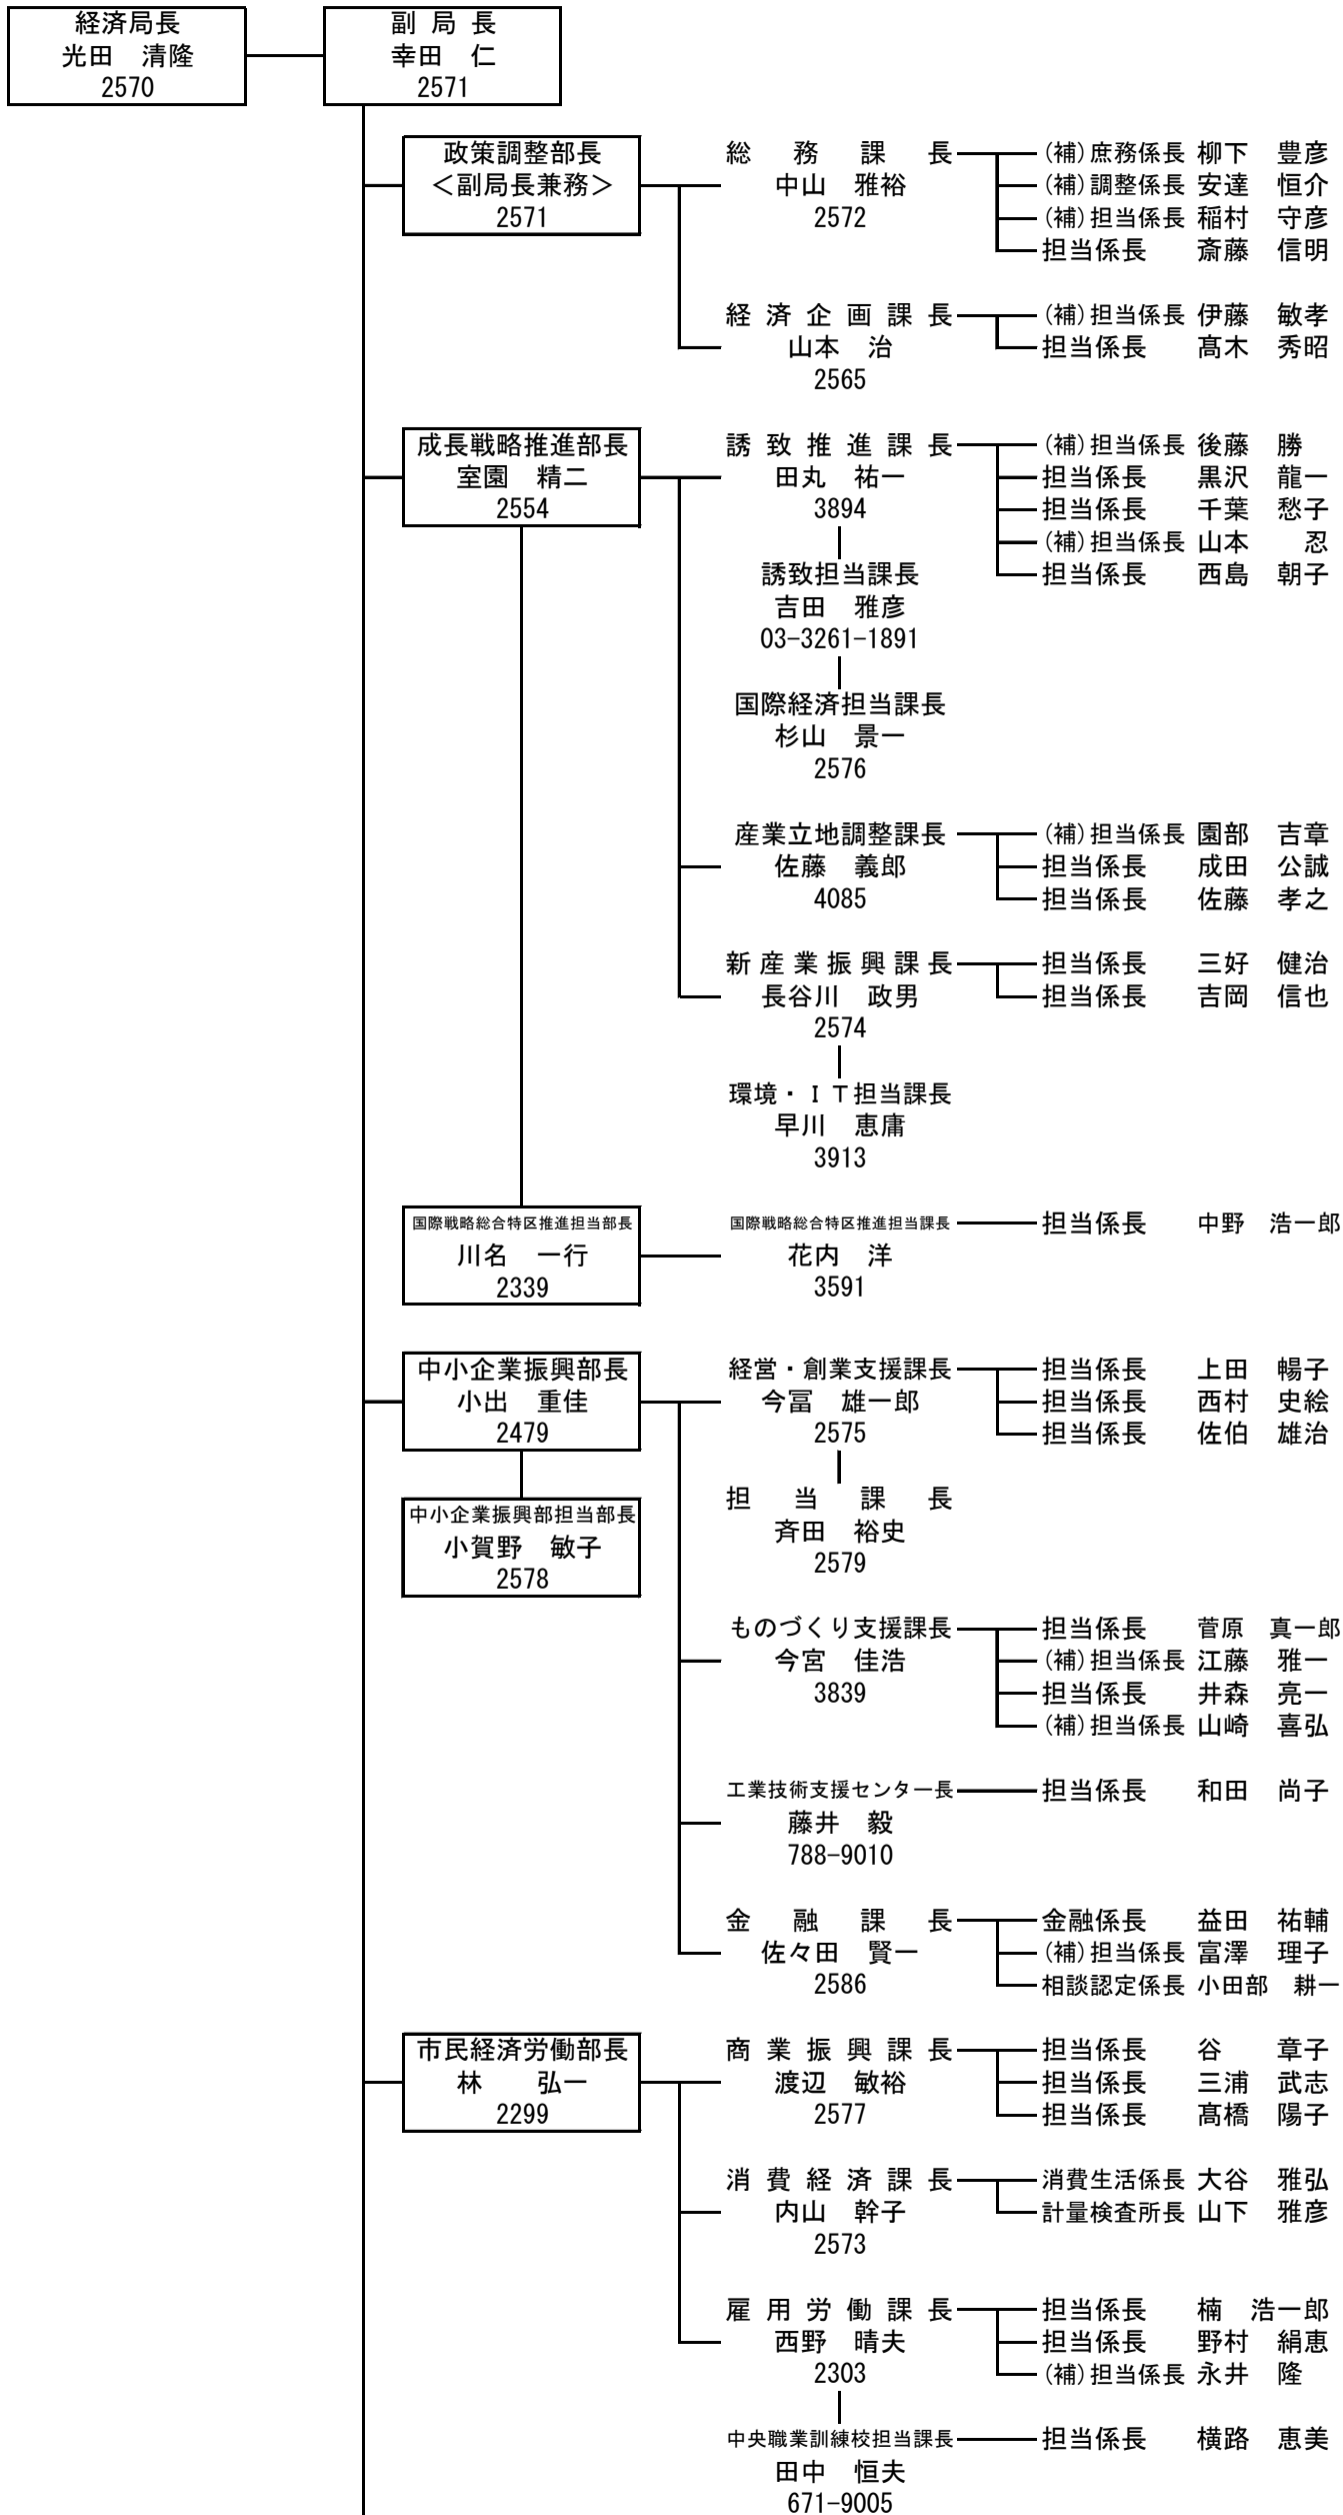 経済局長
光田　清隆
2570
副 局 長
幸田　仁
2571
政策調整部長
＜副局長兼務＞
2571
総　務　課　長
中山　雅裕
2572
(補)庶務係長 柳下　豊彦
(補)調整係長 安達　恒介
(補)担当係長 稲村　守彦
担当係長　斎藤　信明
経 済 企 画 課 長
山本　治
2565
(補)担当係長 伊藤　敏孝
担当係長　髙木　秀昭
成長戦略推進部長
室園　精二
2554
誘 致 推 進 課 長
田丸　祐一
3894
(補)担当係長 後藤　勝
担当係長　黒沢　龍一
担当係長　千葉　愁子
(補)担当係長 山本　　忍
担当係長　西島　朝子
誘致担当課長
吉田　雅彦
03-3261-1891
国際経済担当課長
杉山　景一
2576
産業立地調整課長
佐藤　義郎
4085
(補)担当係長 園部　吉章
担当係長　成田　公誠
担当係長　佐藤　孝之
新 産 業 振 興 課 長
長谷川　政男
2574
担当係長　三好　健治
担当係長　吉岡　信也
環境・ＩＴ担当課長
早川　恵庸
3913
国際戦略総合特区推進担当部長
川名　一行
2339
国際戦略総合特区推進担当課長
花内　洋
3591
担当係長　中野　浩一郎
中小企業振興部長
小出　重佳
2479
経営・創業支援課長
今冨　雄一郎
2575
担当係長　上田　暢子
担当係長　西村　史絵
担当係長　佐伯　雄治
中小企業振興部担当部長
小賀野　敏子
2578
担　当　課　長
斉田　裕史
2579
ものづくり支援課長
今宮　佳浩
3839
担当係長　菅原　真一郎
(補)担当係長 江藤　雅一
担当係長　井森　亮一
(補)担当係長 山崎　喜弘
工業技術支援センター長
藤井　毅
788-9010
担当係長　和田　尚子
金　融　課　長
佐々田　賢一
2586
金融係長　益田　祐輔
(補)担当係長 富澤　理子
相談認定係長 小田部　耕一
市民経済労働部長
林　　弘一
2299
商 業 振 興 課 長
渡辺　敏裕
2577
担当係長　谷　　章子
担当係長　三浦　武志
担当係長　髙橋　陽子
消 費 経 済 課 長
内山　幹子
2573
消費生活係長 大谷　雅弘
計量検査所長 山下　雅彦
雇 用 労 働 課 長
西野　晴夫
2303
担当係長　楠　浩一郎
担当係長　野村　絹恵
(補)担当係長 永井　隆
中央職業訓練校担当課長
田中　恒夫
671-9005
担当係長　横路　恵美